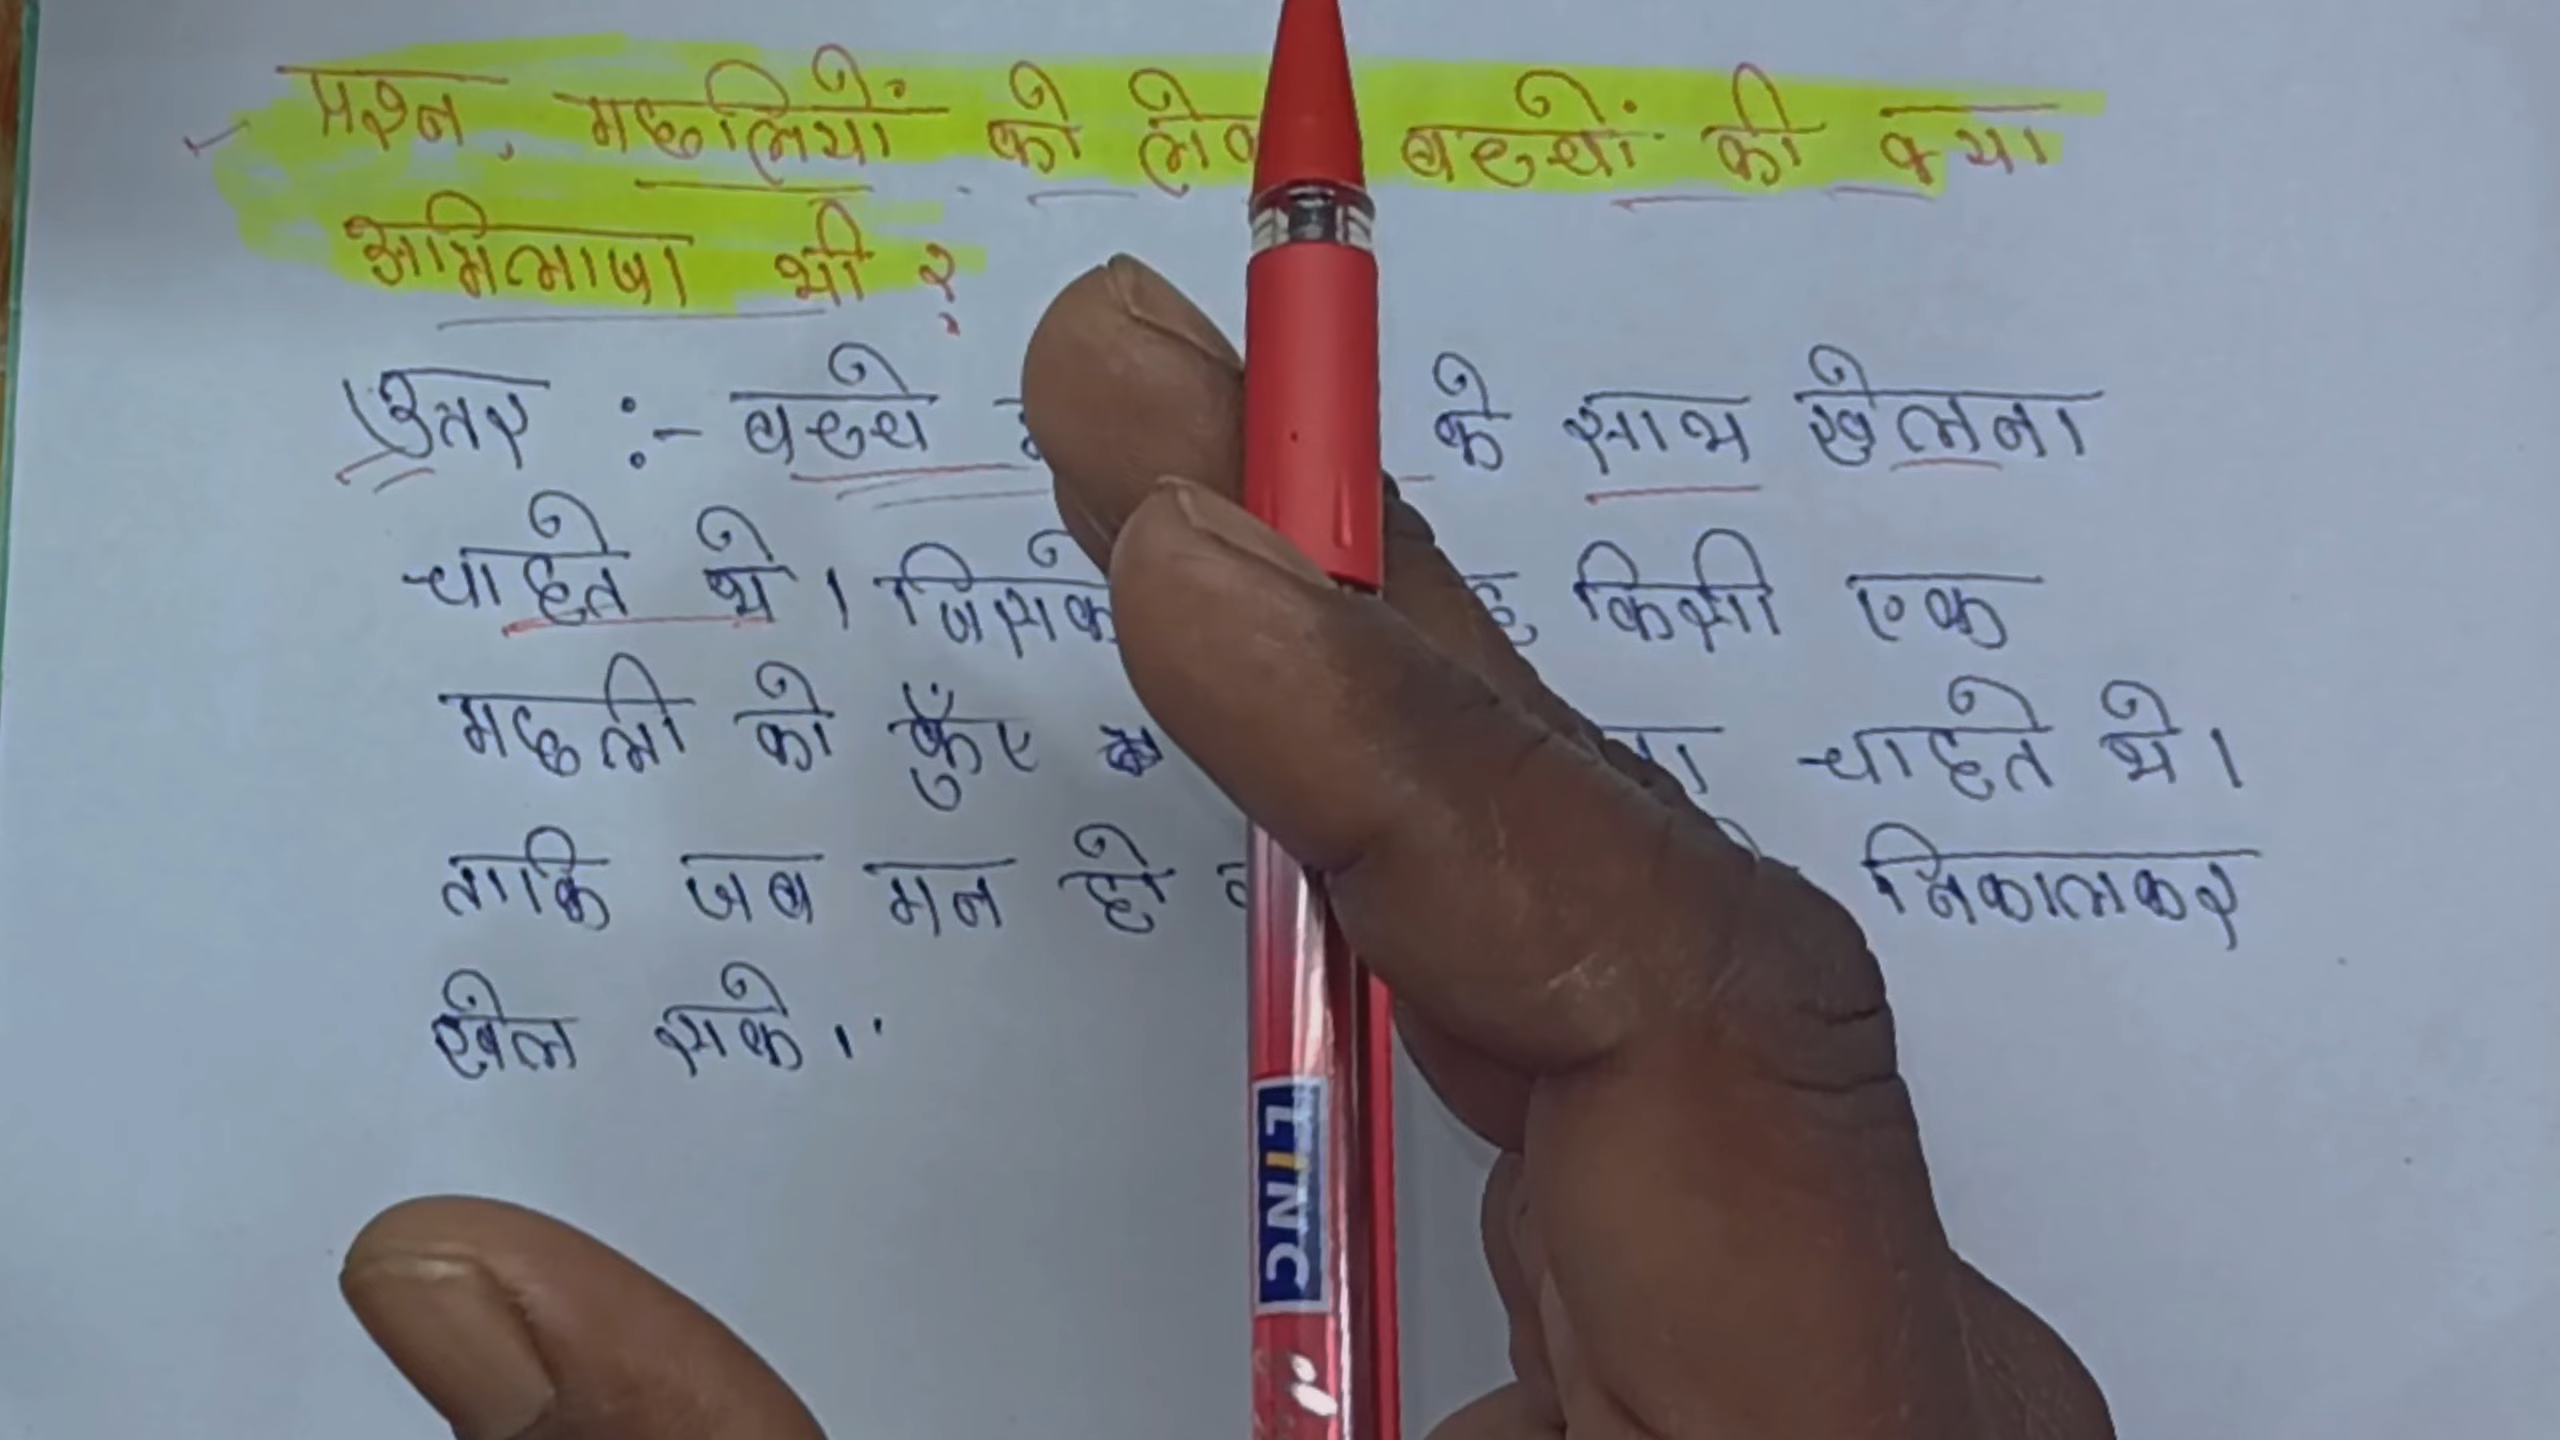 प्रश्न. मछलियों को लेकर बच्चों की क्या
अभिलाषा थी ?
उत्तर :- बच्चे के साथ खेलना
चाहते थे। जिसके किसी एक
मछली को कुँए चाहते थे।
ताकि जब मन हो निकालकर
खेल सके।
LINC